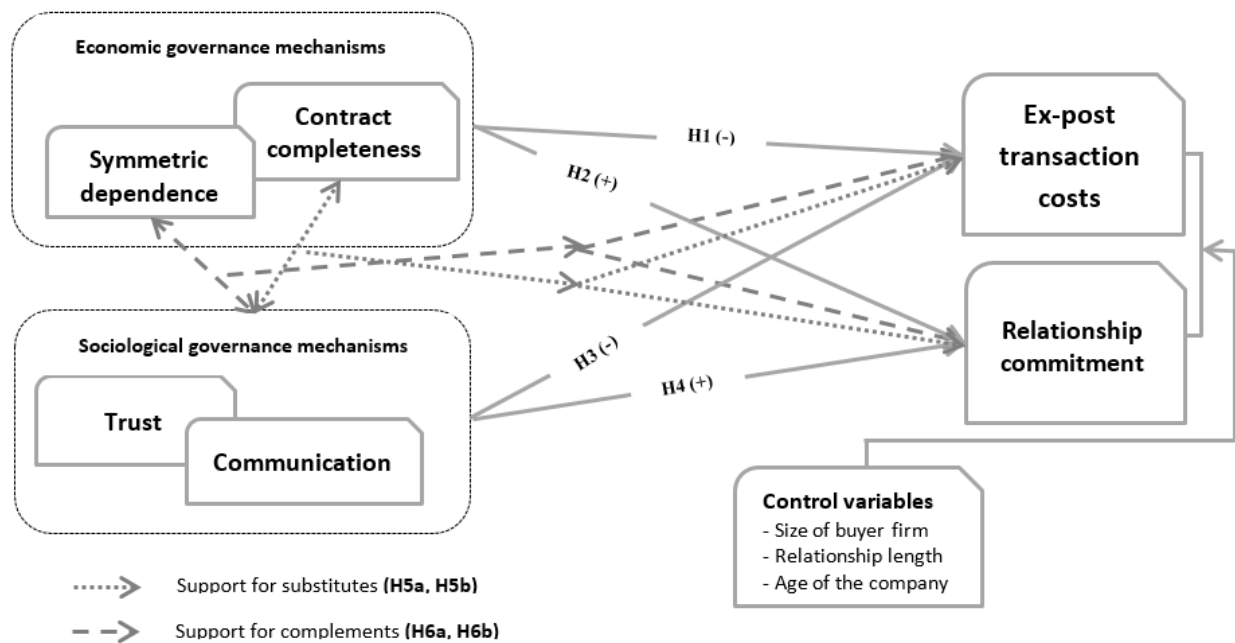 Economic governance mechanisms
Contract
completeness
Symmetric
dependence
H1 (-)
H2 (+)
Ex-post
transaction
costs
Sociological governance mechanisms
Trust
Communication
H3 (-)
H4 (+)
Relationship
commitment
Control variables
- Size of buyer firm
- Relationship length
- Age of the company
Support for substitutes (H5a, H5b)
Support for complements (H6a, H6b)